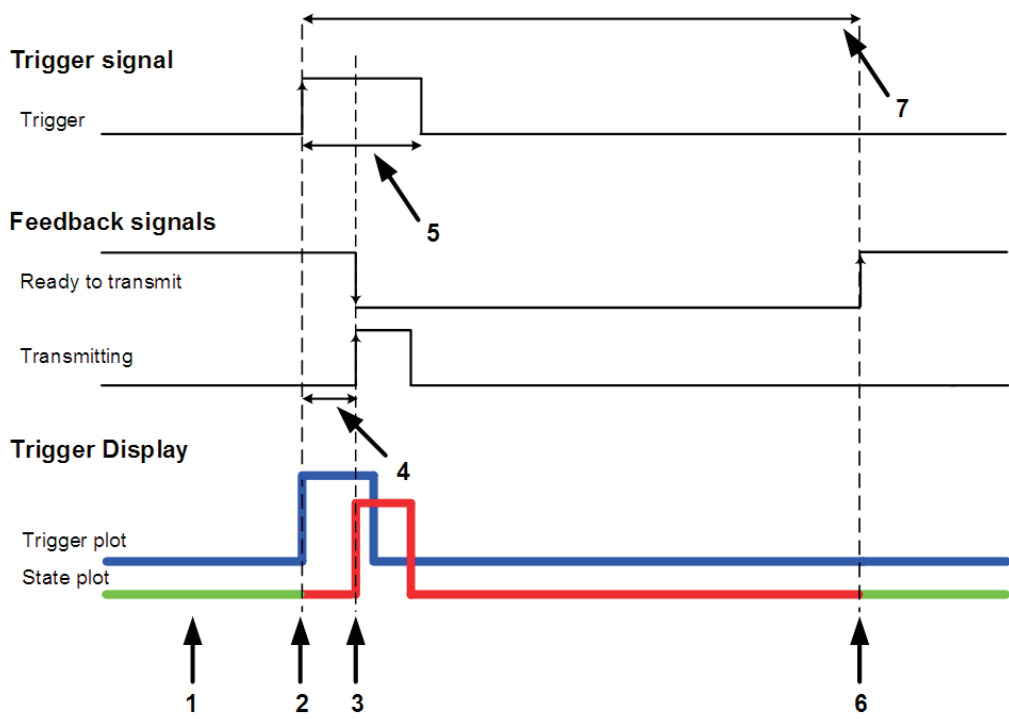 Trigger signal
7
Trigger
5
Feedback signals
Ready to transmit
Transmitting
4
Trigger Display
Trigger plot
State plot
1 2 3 6